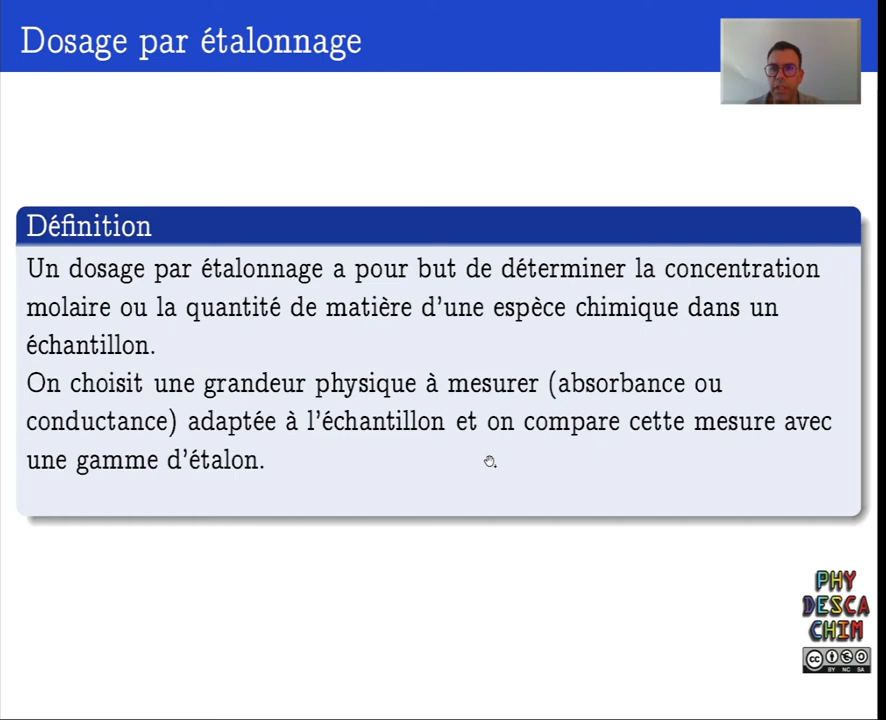 Dosage par étalonnage
Définition
Un dosage par étalonnage a pour but de déterminer la concentration
molaire ou la quantité de matière d'une espèce chimique dans un
échantillon.
On choisit une grandeur physique à mesurer (absorbance ou
conductance) adaptée à l'échantillon et on compare cette mesure avec
une gamme d'étalon.
PHY
DESCA
CHIM
CC
BY NC SA